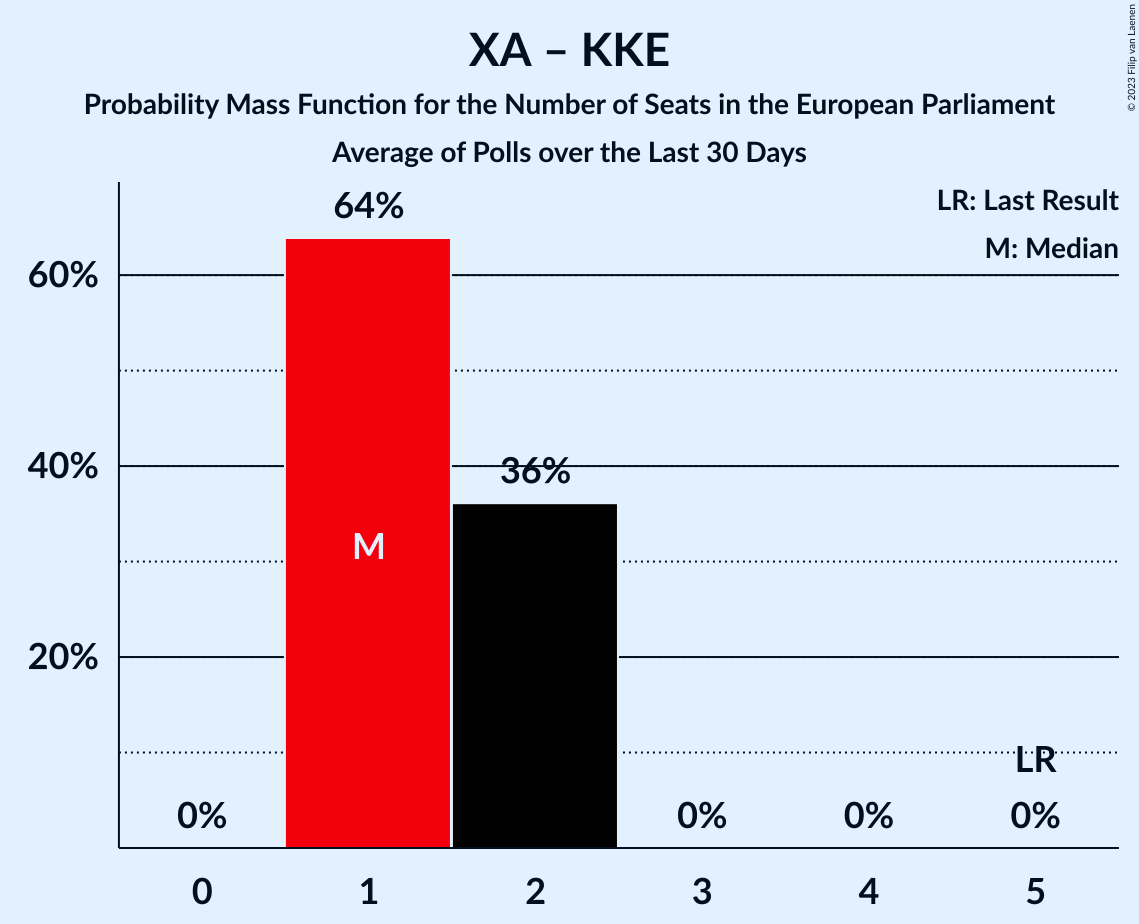 XA – KKE
Probability Mass Function for the Number of Seats in the European Parliament
Average of Polls over the Last 30 Days
© 2023 Filip van Laenen
LR: Last Result
M: Median
64%
60%
40%
36%
M
20%
LR
0%
0%
0%
0%
0
1
2
3
4
5